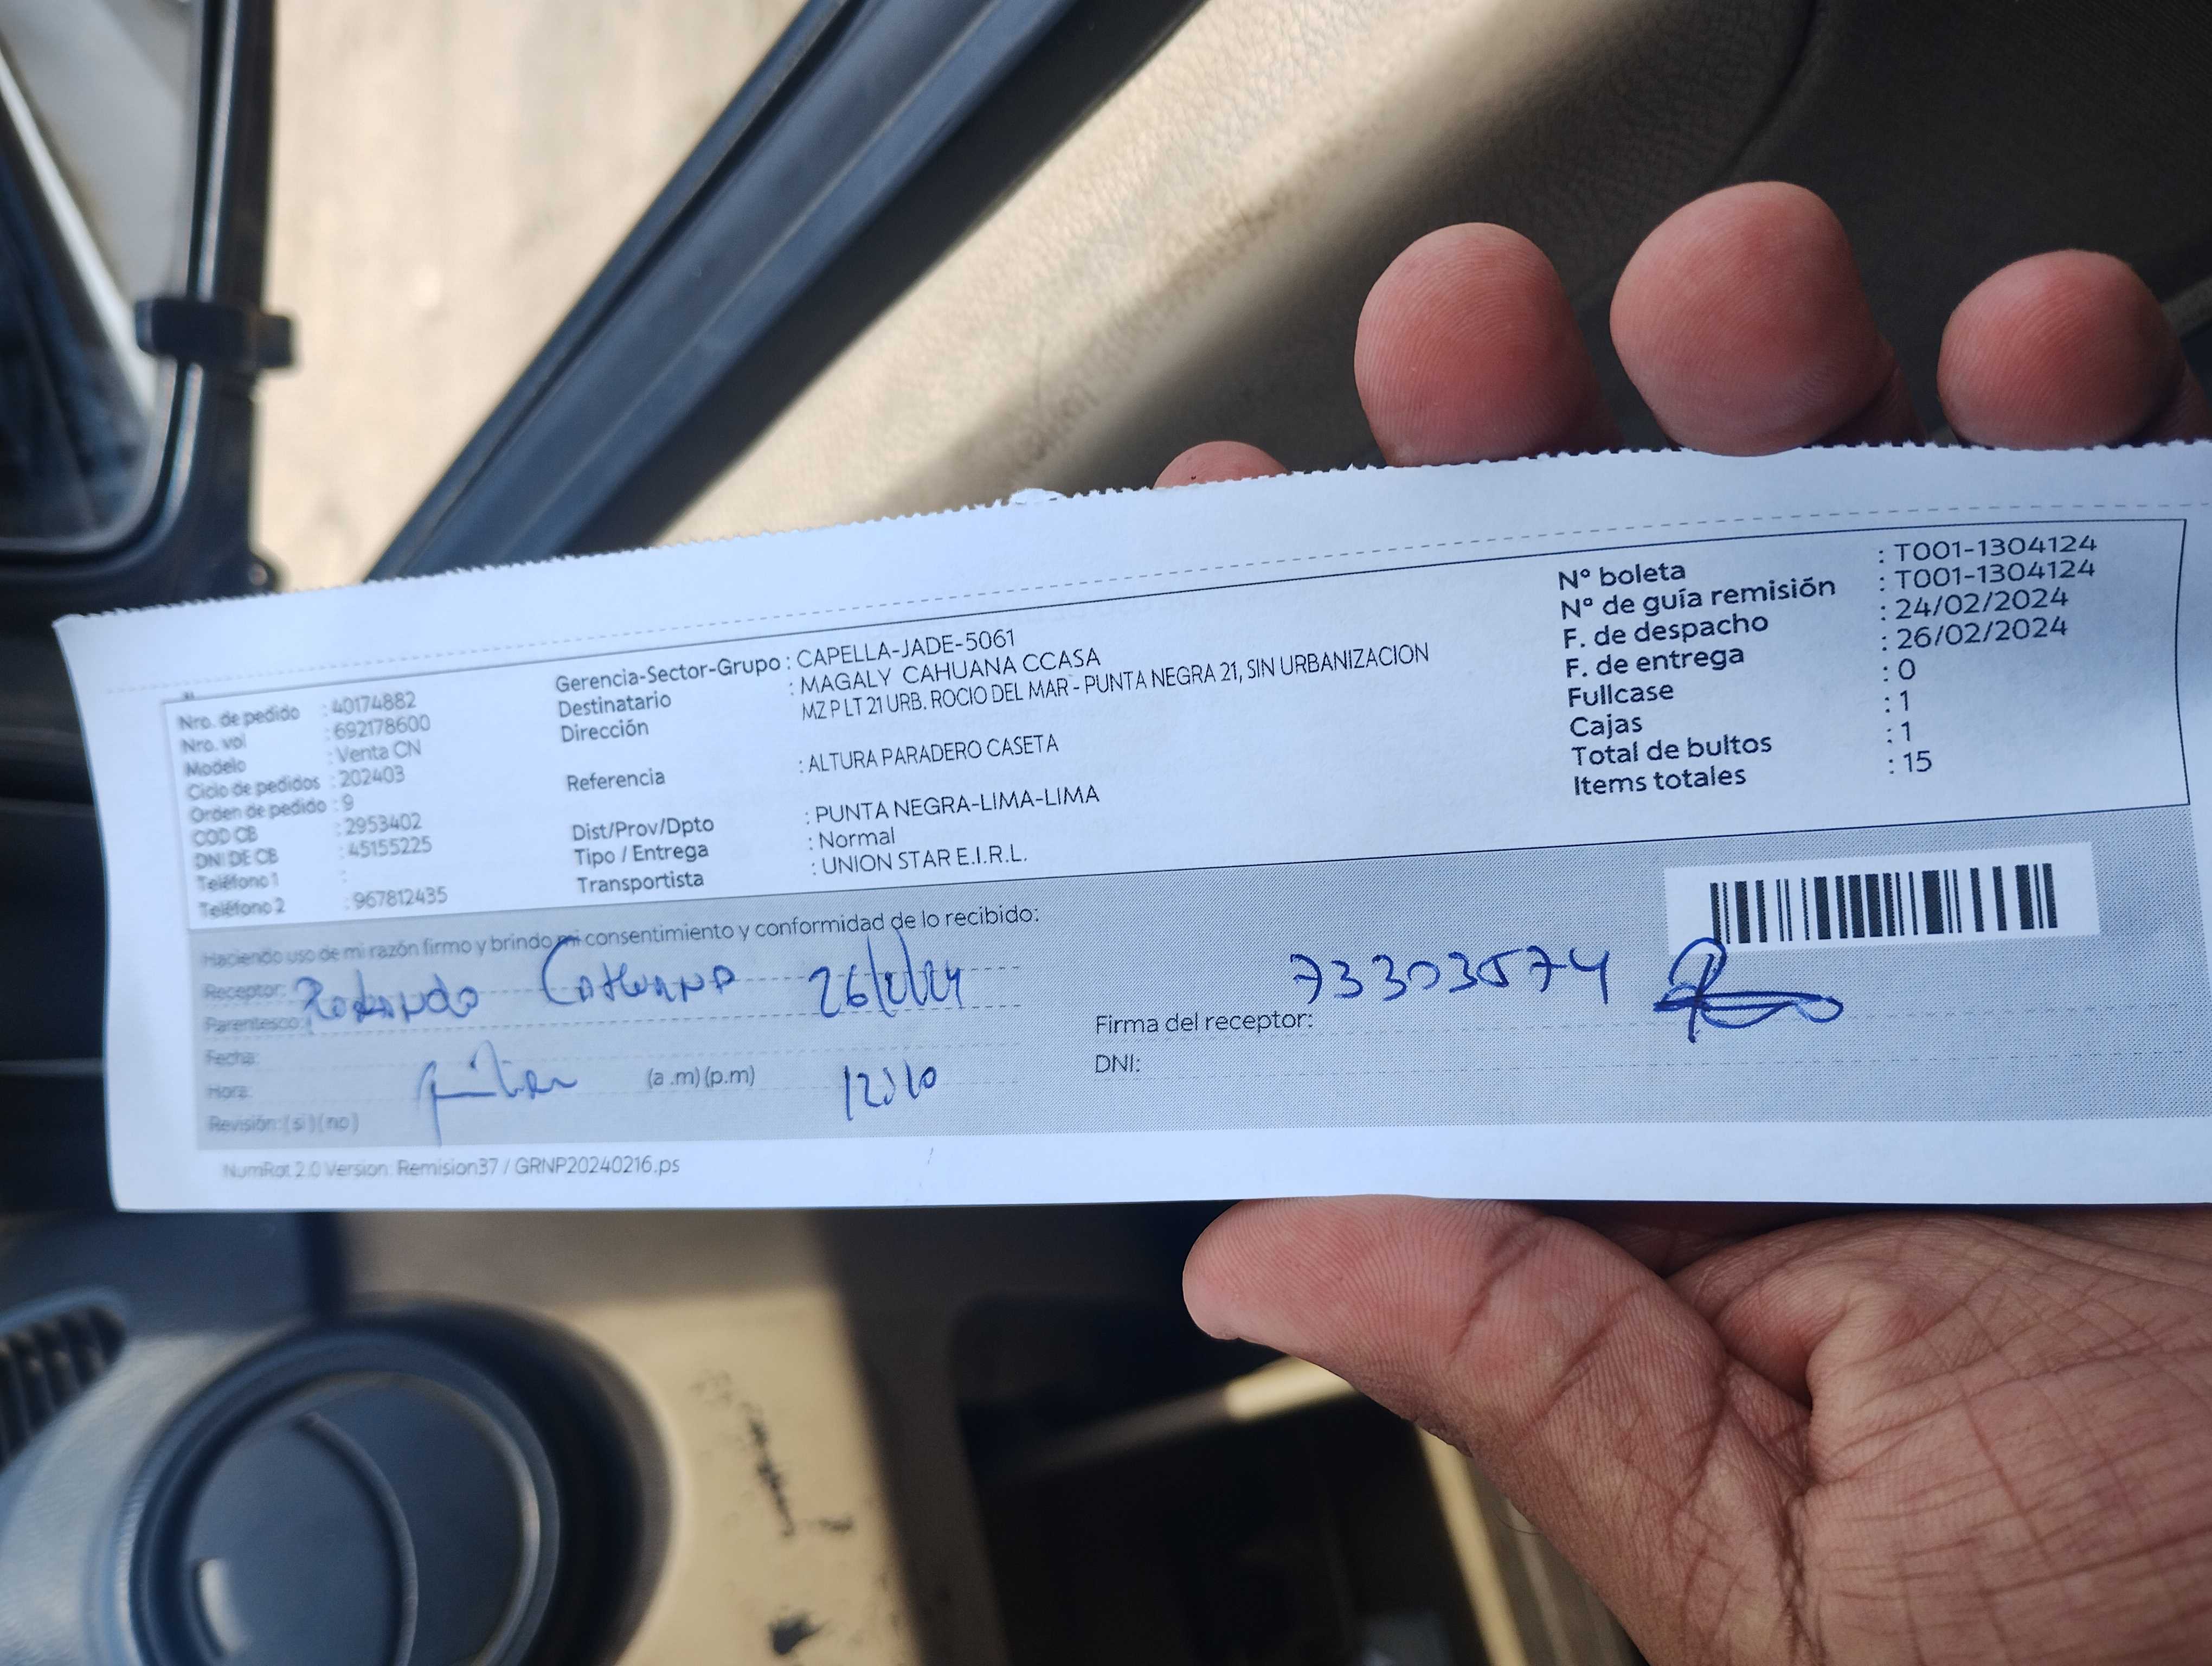 Nro. de pedido : 40174882
Nro. vol : 692178600
Modelo : Venta CN
Ciclo de pedidos : 202403
Orden de pedido : 9
COD CB : 2953402
DNI DE CB : 45155225
Teléfono 1 :
Teléfono 2 : 967812435
Gerencia-Sector-Grupo : CAPELLA-JADE-5061
Destinatario : MAGALY CAHUANA CCASA
Dirección MZ P LT 21 URB. ROCIO DEL MAR - PUNTA NEGRA 21, SIN URBANIZACION
Referencia : ALTURA PARADERO CASETA
Dist/Prov/Dpto : PUNTA NEGRA-LIMA-LIMA
Tipo / Entrega : Normal
Transportista : UNION STAR E.I.R.L.
N° boleta : T001-1304124
N° de guía remisión : T001-1304124
F. de despacho : 24/02/2024
F. de entrega : 26/02/2024
Fullcase : 0
Cajas : 1
Total de bultos : 1
Items totales : 15
Haciendo uso de mi razón firmo y brindo mi consentimiento y conformidad de lo recibido:
Receptor: CAHUANA 26/2/24
Parentesco:
Fecha:
Hora: (a .m) (p.m) 12:10
Revisión: ( si ) ( no )
73303574
Firma del receptor:
DNI:
NumRot 2.0 Version: Remision37 / GRNP20240216.ps